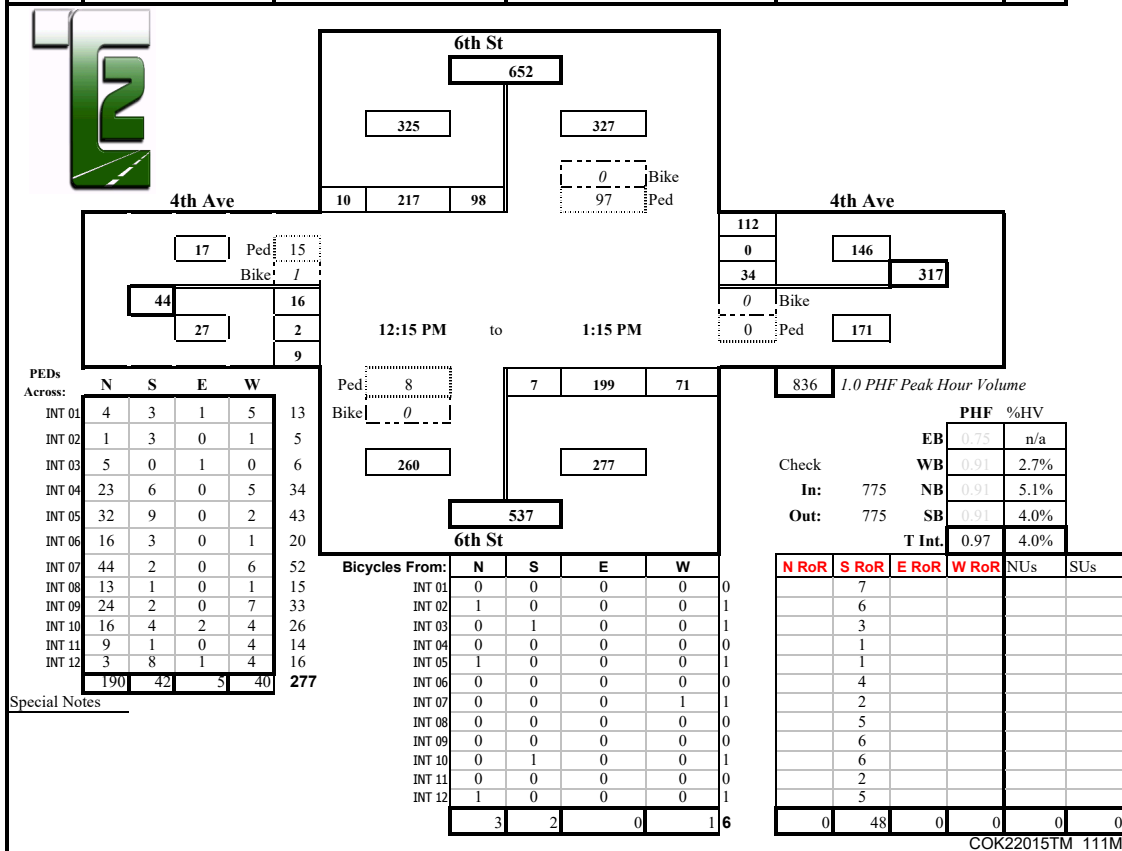 T2
6th St
652
325 327
0 Bike
10 217 98 97 Ped
4th Ave 4th Ave
112
17 Ped 15 0 146
Bike 1 34 317
44 16 0 Bike
27 2 12:15 PM to 1:15 PM 0 Ped 171
9
PEDs Across: N S E W Ped 8 7 199 71 836 1.0 PHF Peak Hour Volume
INT 01 4 3 1 5 13 Bike 0 PHF %HV
INT 02 1 3 0 1 5 EB 0.75 n/a
INT 03 5 0 1 0 6 260 277 Check WB 0.91 2.7%
INT 04 23 6 0 5 34 In: 775 NB 0.91 5.1%
INT 05 32 9 0 2 43 537 Out: 775 SB 0.91 4.0%
INT 06 16 3 0 1 20 6th St T Int. 0.97 4.0%
INT 07 44 2 0 6 52
INT 08 13 1 0 1 15
INT 09 24 2 0 7 33
INT 10 16 4 2 4 26
INT 11 9 1 0 4 14
INT 12 3 8 1 4 16
190 42 5 40 277
Special Notes
Bicycles From: N S E W N RoR S RoR E RoR W RoR NUs SUs
INT 01 0 0 0 0 0 7
INT 02 1 0 0 0 1 6
INT 03 0 1 0 0 1 3
INT 04 0 0 0 0 0 1
INT 05 1 0 0 0 1 1
INT 06 0 0 0 0 0 4
INT 07 0 0 0 1 1 2
INT 08 0 0 0 0 0 5
INT 09 0 0 0 0 0 6
INT 10 0 1 0 0 1 6
INT 11 0 0 0 0 0 2
INT 12 1 0 0 0 1 5
3 2 0 1 6 0 48 0 0 0 0
COK22015TM_111M